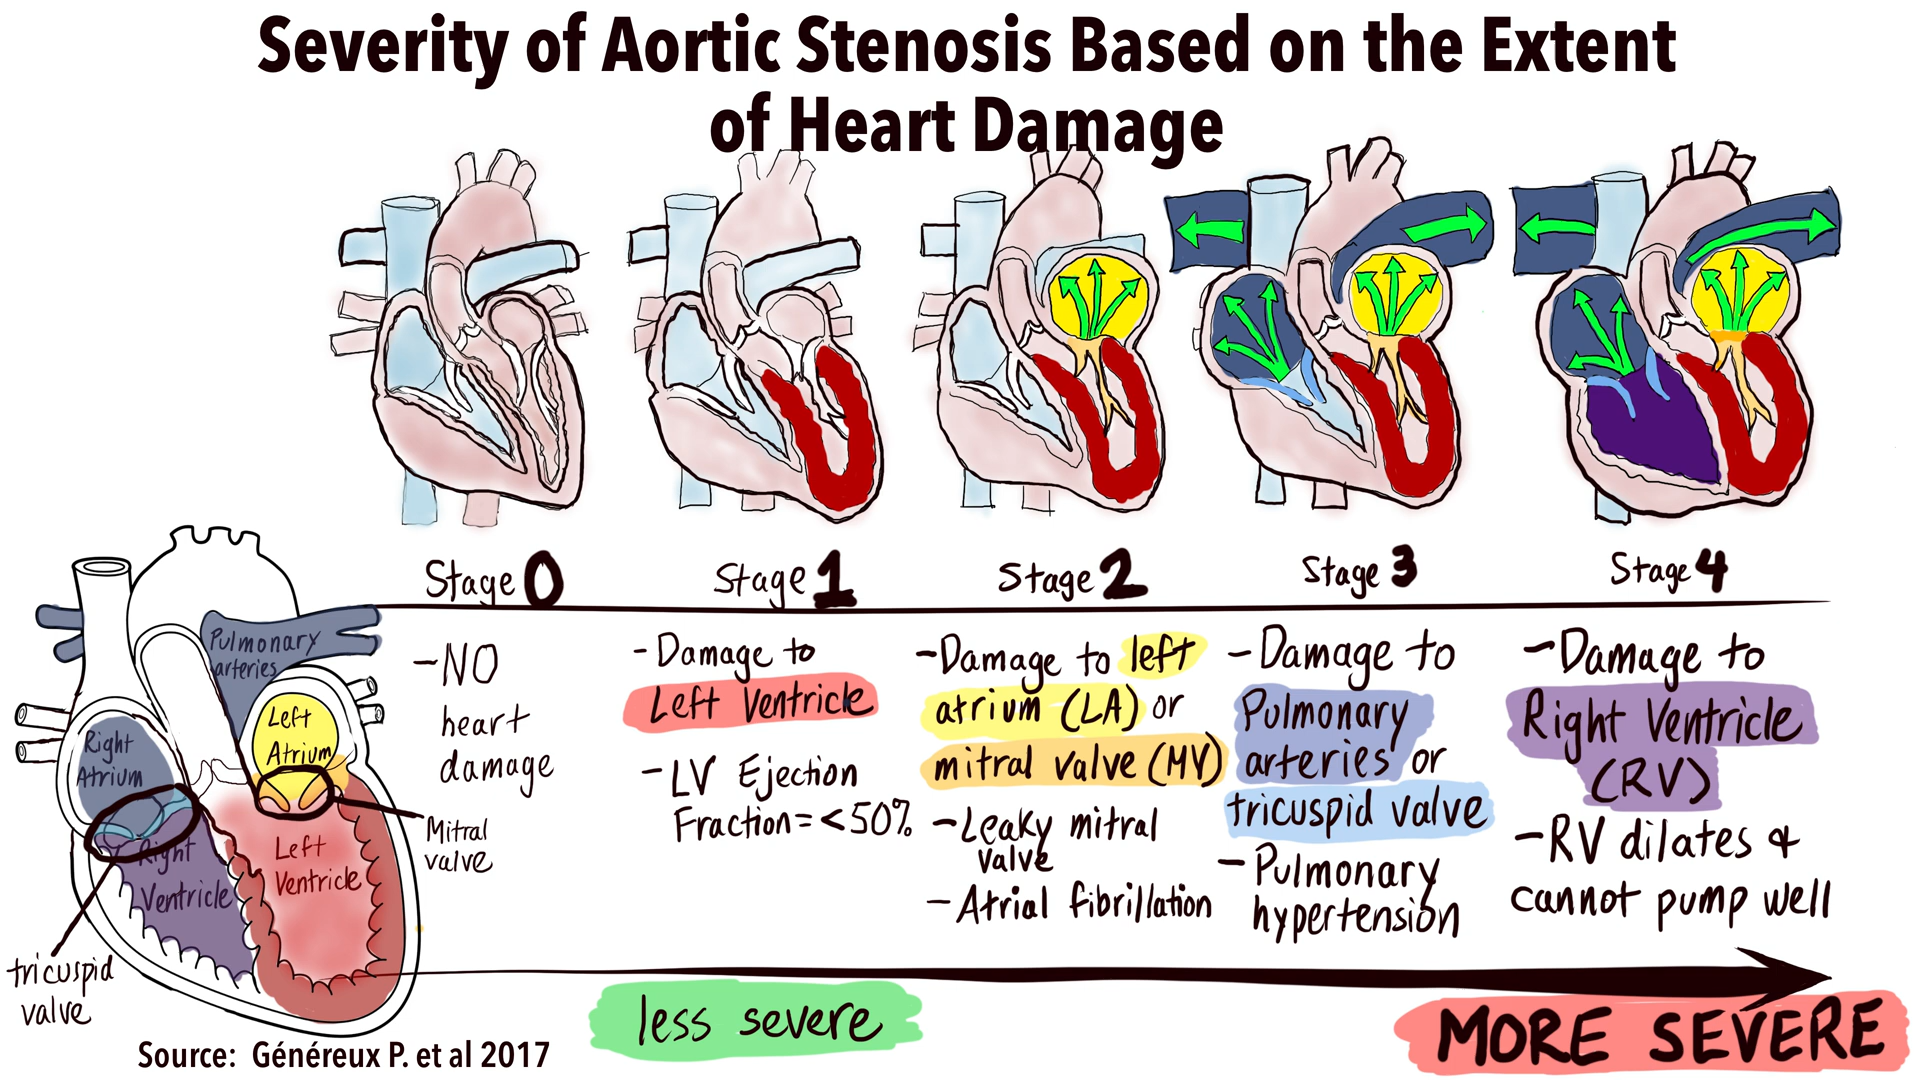 Severity of Aortic Stenosis Based on the Extent
of Heart Damage
Stage 0
Stage 1
Stage 2
Stage 3
Stage 4
-NO
heart
damage
- Damage to
Left Ventricle
- LV Ejection
Fraction = <50%
-Damage to left
atrium (LA) or
mitral valve (MV)
-Leaky mitral
valve
- Atrial fibrillation
-Damage to
Pulmonary
arteries or
tricuspid valve
- Pulmonary
hypertension
-Damage to
Right Ventricle
(RV)
-RV dilates &
cannot pump well
Pulmonary
arteries
Left
Atrium
Right
Atrium
Mitral
valve
Left
Ventricle
Right
Ventricle
tricuspid
valve
less severe
MORE SEVERE
Source: Généreux P. et al 2017